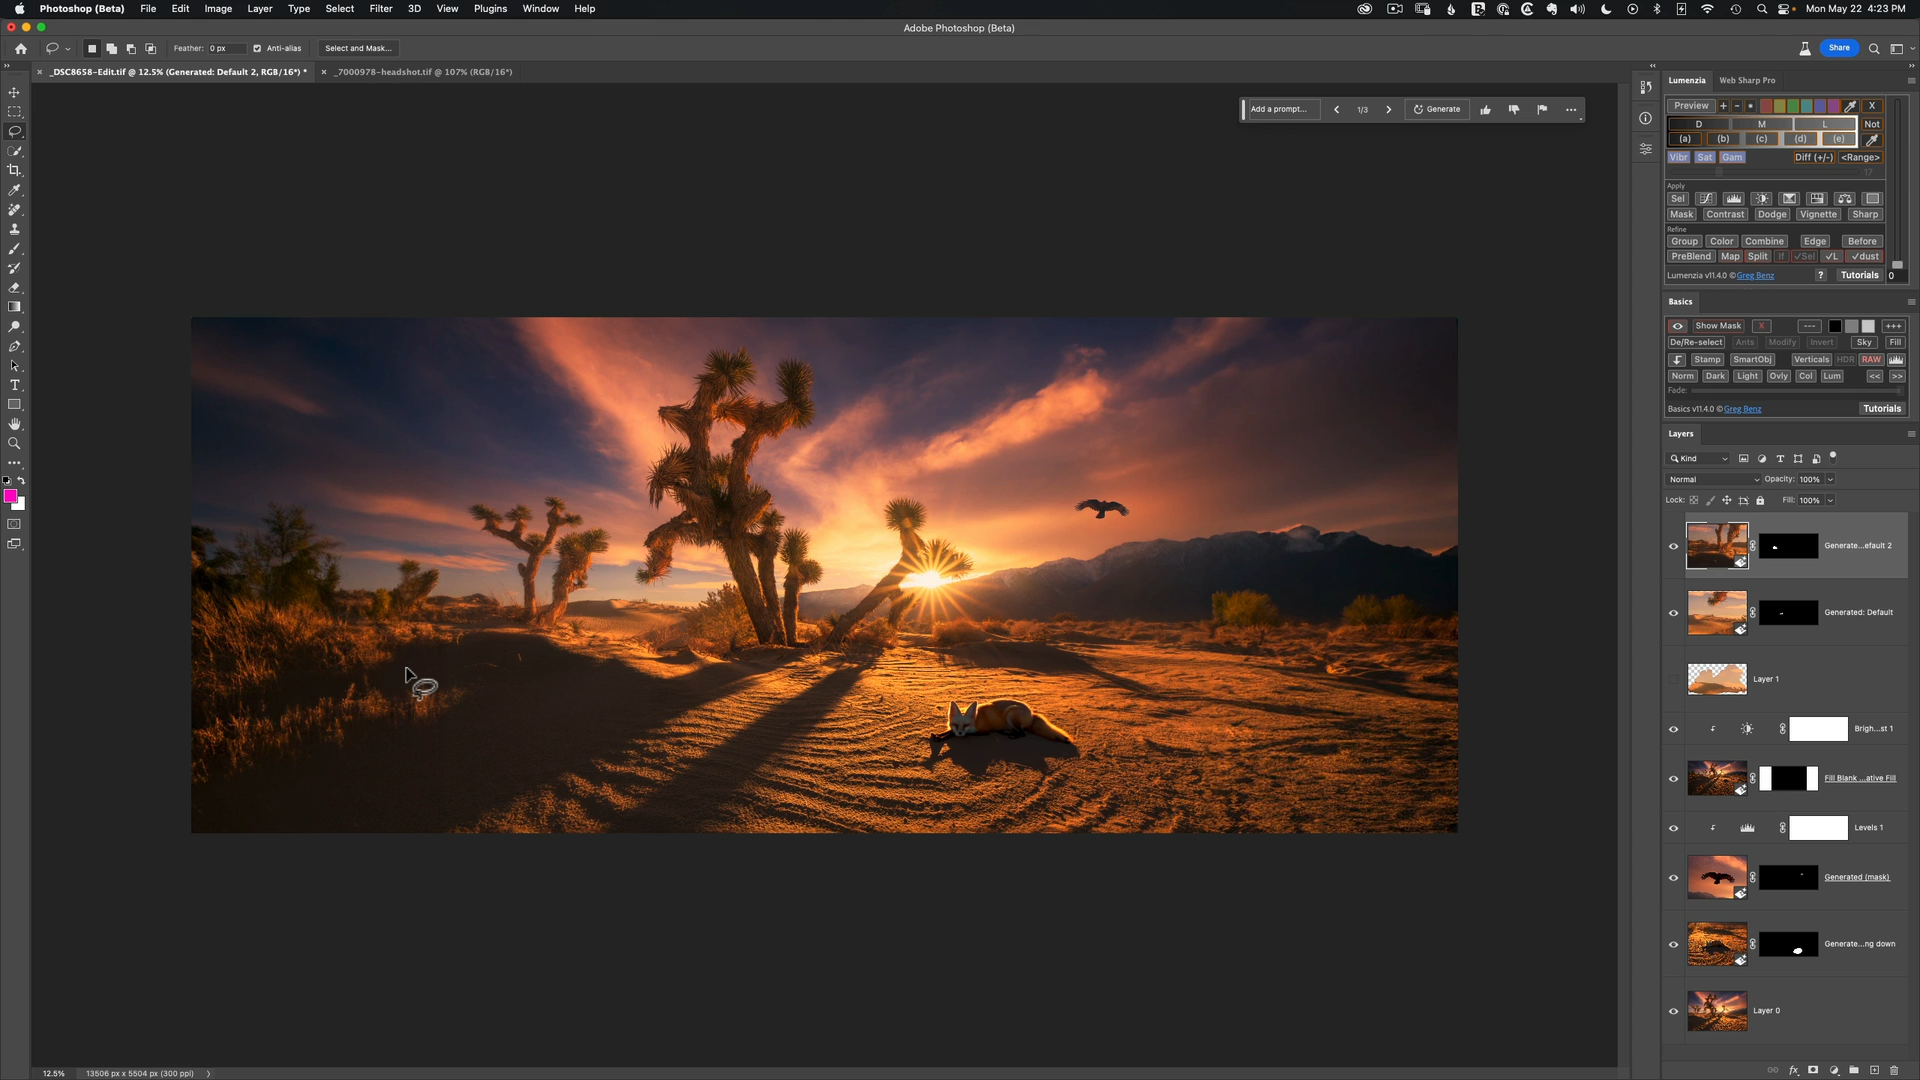 Photoshop (Beta) File Edit Image Layer Type Select Filter 3D View Plugins Window Help
Mon May 22 4:23 PM
Adobe Photoshop (Beta)
Feather: 0 px Anti-alias Select and Mask...
Share
_DSC8658-Edit.tif @ 12.5% (Generated: Default 2, RGB/16*) *
_7000978-headshot.tif @ 107% (RGB/16*)
Add a prompt... 1/3 Generate
Lumenzia Web Sharp Pro
Preview + - X
D M L Not
(a) (b) (c) (d) (e)
Vibr Sat Gam Diff (+/-) <Range>
17
Apply
Sel
Mask Contrast Dodge Vignette Sharp
Refine
Group Color Combine Edge Before
PreBlend Map Split If ✓Sel ✓L ✓dust
Lumenzia v11.4.0 © Greg Benz ? Tutorials 0
Basics
Show Mask X --- +++
De/Re-select Ants Modify Invert Sky Fill
Stamp SmartObj Verticals HDR RAW
Norm Dark Light Ovly Col Lum << >>
Fade:
Basics v11.4.0 © Greg Benz Tutorials
Layers
Kind
Normal Opacity: 100%
Lock: Fill: 100%
Generate...efault 2
Generated: Default
Layer 1
Brigh...st 1
Fill Blank ...ative Fill
Levels 1
Generated (mask)
Generate...ng down
Layer 0
12.5% 13506 px x 5504 px (300 ppi)
fx